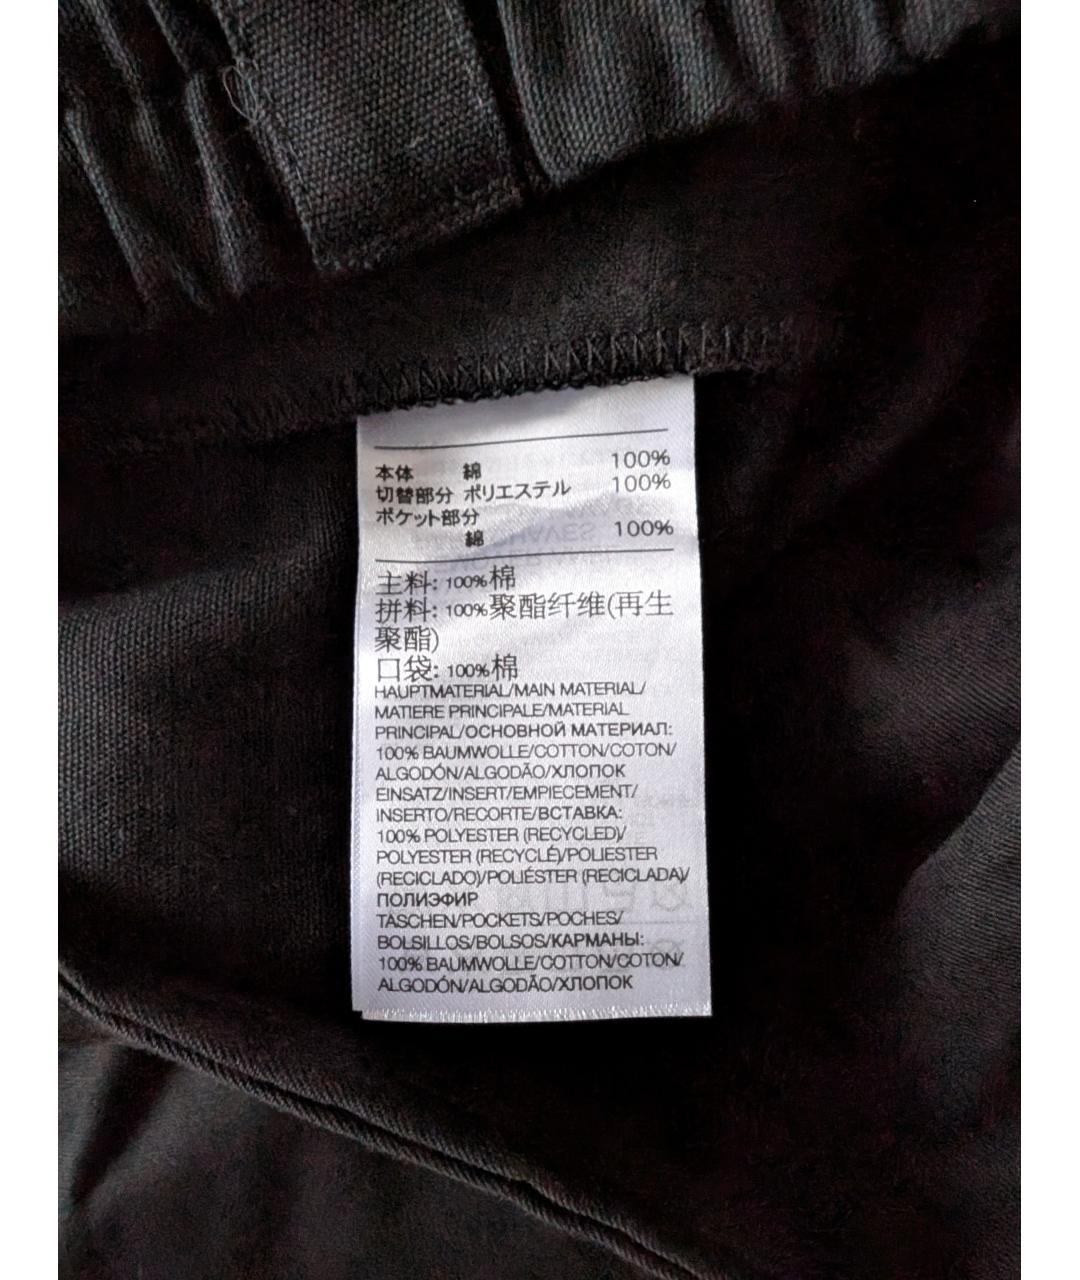 本体 綿 100%
切替部分 ポリエステル 100%
ポケット部分
綿 100%
主料: 100%棉
拼料: 100%聚酯纤维(再生
聚酯)
口袋: 100%棉
HAUPTMATERIAL/MAIN MATERIAL/
MATIERE PRINCIPALE/MATERIAL
PRINCIPAL/ОСНОВНОЙ МАТЕРИАЛ:
100% BAUMWOLLE/COTTON/COTON/
ALGODÓN/ALGODÃO/ХЛОПОК
EINSATZ/INSERT/EMPIECEMENT/
INSERTO/RECORTE/ВСТАВКА:
100% POLYESTER (RECYCLED)/
POLYESTER (RECYCLÉ)/POLIESTER
(RECICLADO)/POLIÉSTER (RECICLADA)/
ПОЛИЭФИР
TASCHEN/POCKETS/POCHES/
BOLSILLOS/BOLSOS/КАРМАНЫ:
100% BAUMWOLLE/COTTON/COTON/
ALGODÓN/ALGODÃO/ХЛОПОК